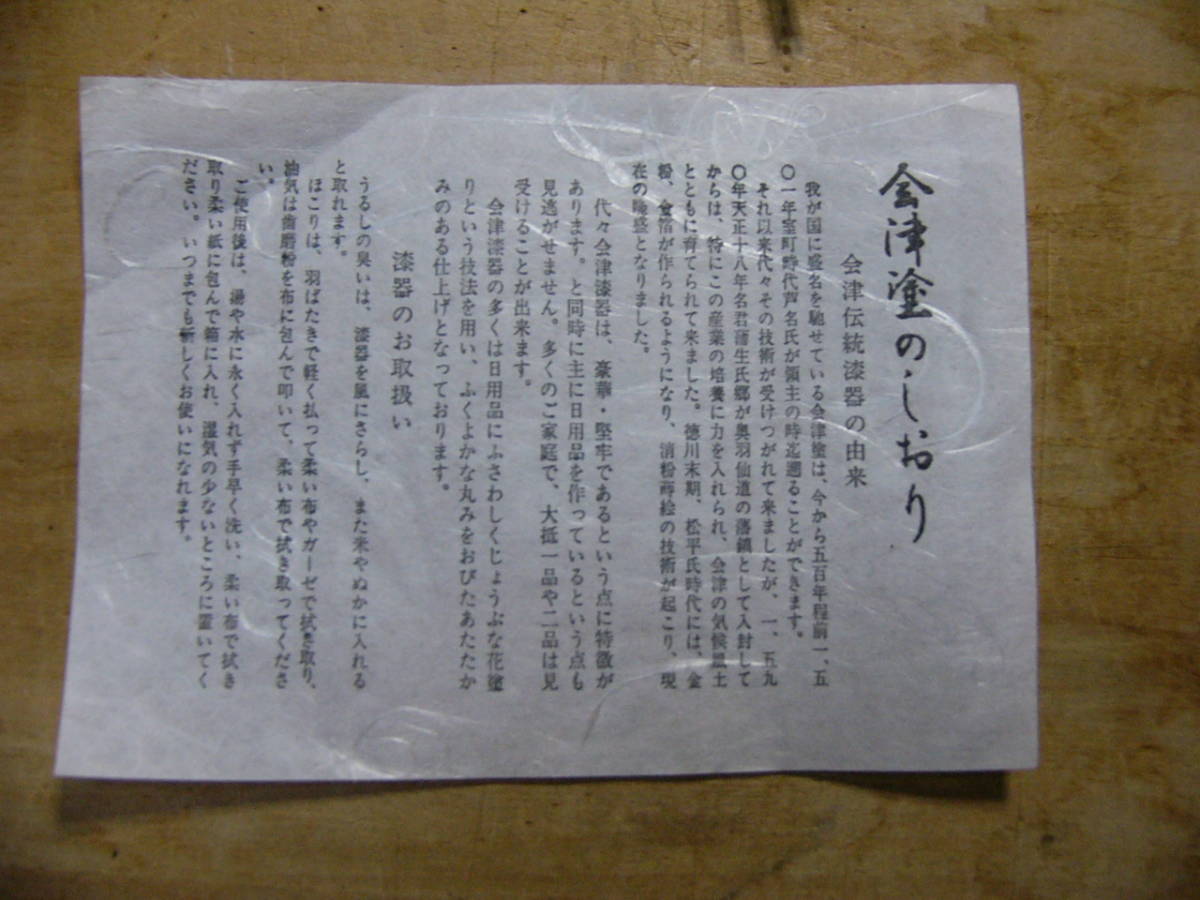 会津塗のしおり
会津伝統漆器の由来
我が国に盛名を馳せている会津塗は、今から五百年程前一、五
〇一年室町時代芦名氏が領主の時迄遡ることができます。
それ以来代々その技術が受けつがれて来ましたが、一、五九
〇年天正十八年名君蒲生氏郷が奥羽仙道の藩鎮として入封して
からは、特にこの産業の培養に力を入れられ、会津の気候風土
とともに育てられて来ました。徳川末期、松平氏時代には、金
粉、金箔が作られるようになり、消粉蒔絵の技術が起こり、現
在の隆盛となりました。
代々会津漆器は、豪華・堅牢であるという点に特徴が
あります。と同時に主に日用品を作っているという点も
見逃がせません。多くのご家庭で、大抵一品や二品は見
受けることが出来ます。
会津漆器の多くは日用品にふさわしくじょうぶな花塗
りという技法を用い、ふくよかな丸みをおびたあたたか
みのある仕上げとなっております。
漆器のお取扱い
うるしの臭いは、漆器を風にさらし、また米やぬかに入れる
と取れます。
ほこりは、羽ばたきで軽く払って柔い布やガーゼで拭き取り、
油気は歯磨粉を布に包んで叩いて、柔い布で拭き取ってくださ
い。
ご使用後は、湯や水に永く入れず手早く洗い、柔い布で拭き
取り柔い紙に包んで箱に入れ、湿気の少ないところに置いてく
ださい。いつまでも新しくお使いになれます。